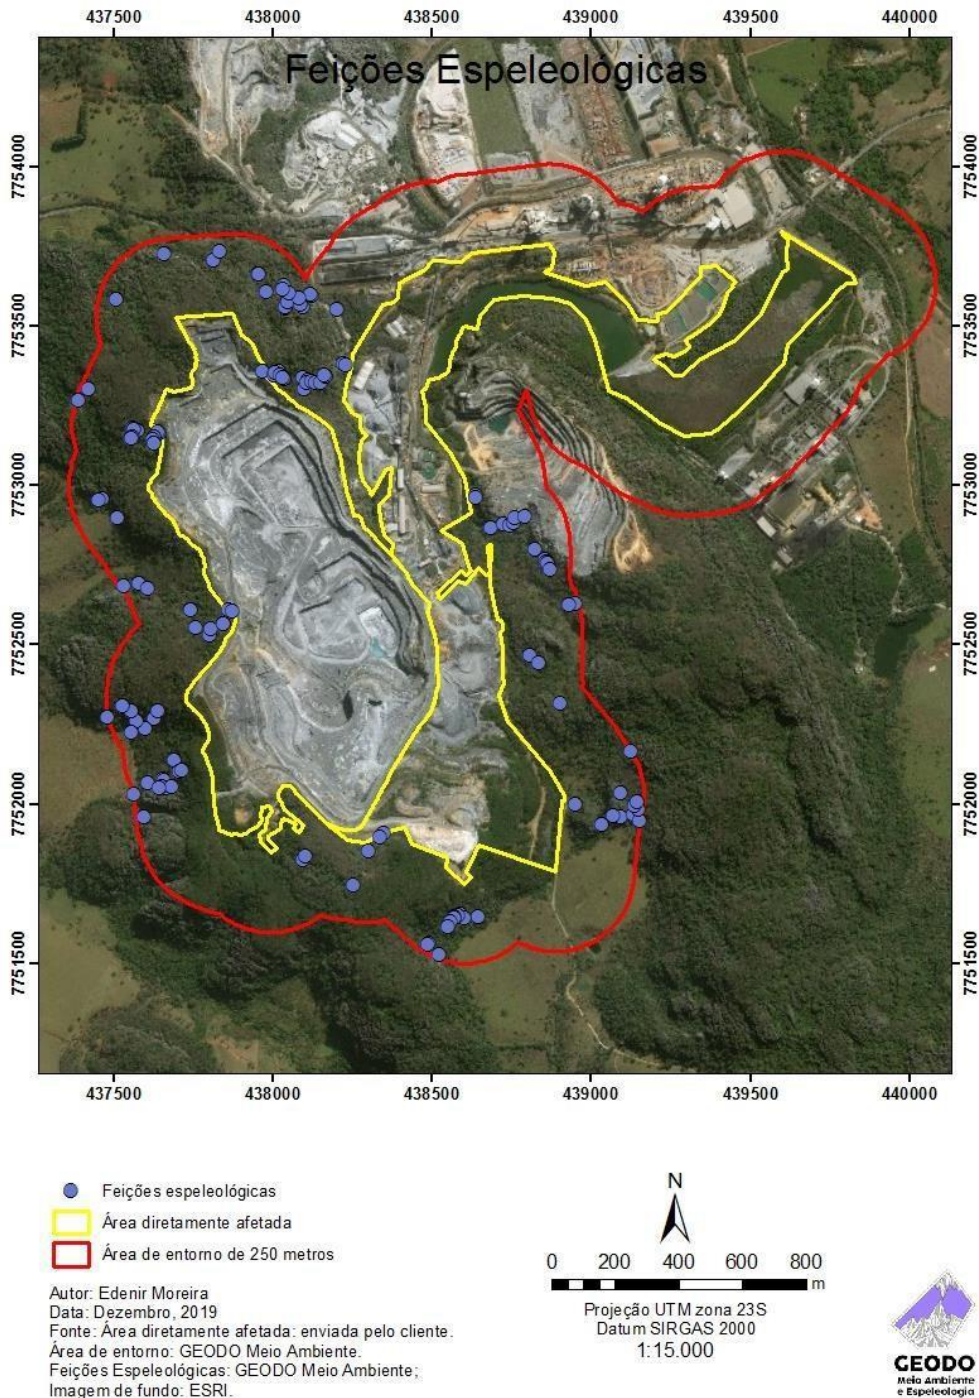 437500 438000 438500 439000 439500 440000
Feições Espeleológicas
7754000 7754000
7753500 7753500
7753000 7753000
7752500 7752500
7752000 7752000
7751500 7751500
437500 438000 438500 439000 439500 440000
Feições espeleológicas
Área diretamente afetada
Área de entorno de 250 metros
Autor: Edenir Moreira
Data: Dezembro, 2019
Fonte: Área diretamente afetada: enviada pelo cliente.
Área de entorno: GEODO Meio Ambiente.
Feições Espeleológicas: GEODO Meio Ambiente;
Imagem de fundo: ESRI.
N
0 200 400 600 800
m
Projeção UTM zona 23S
Datum SIRGAS 2000
1:15.000
GEODO
Meio Ambiente
e Espeleologia